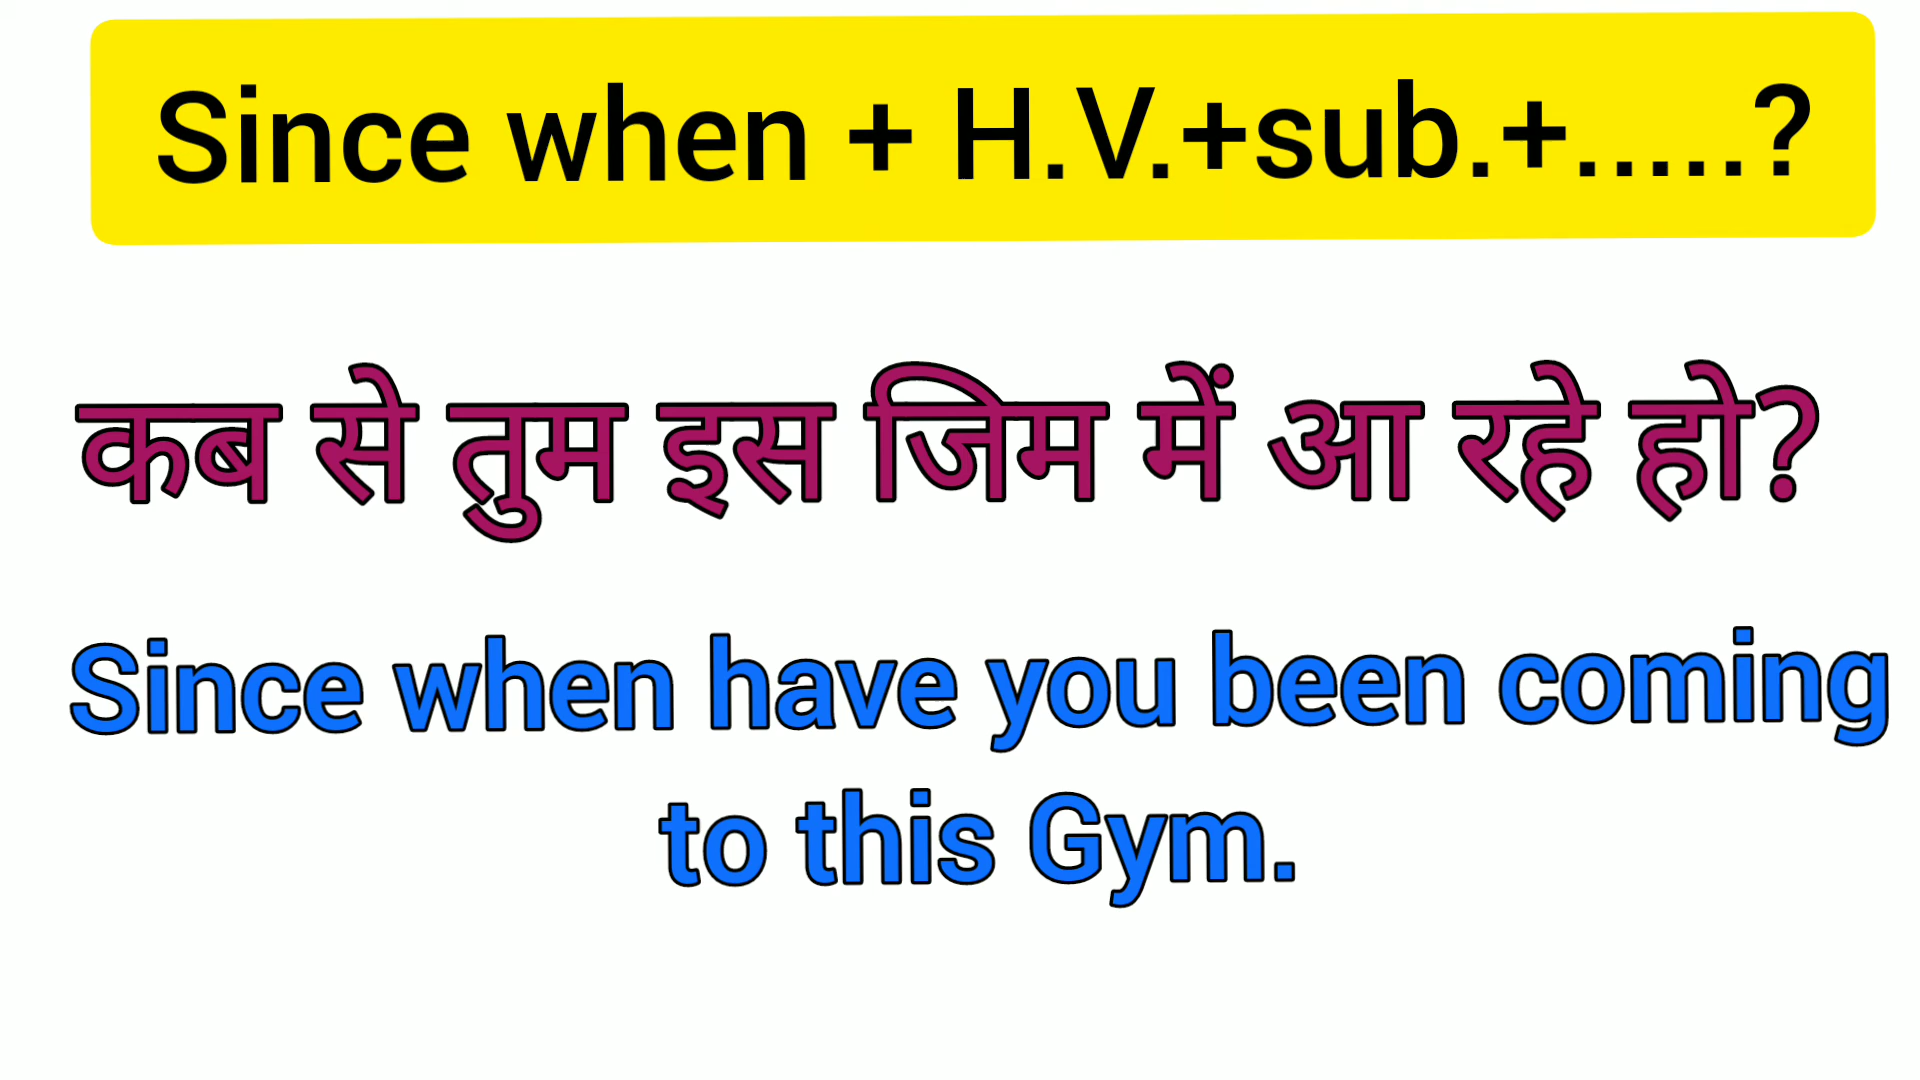 Since when + H.V.+sub.+.....?
कब से तुम इस जिम में आ रहे हो?
Since when have you been coming
to this Gym.